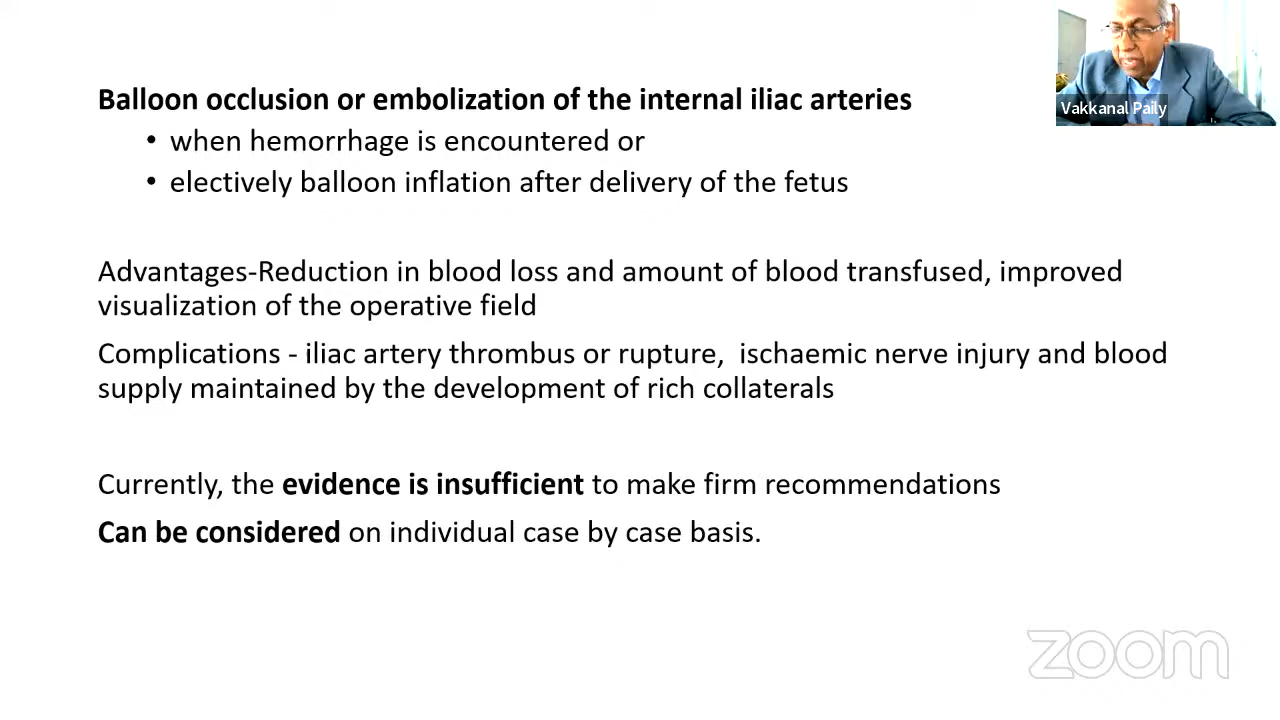 Balloon occlusion or embolization of the internal iliac arteries
• when hemorrhage is encountered or
• electively balloon inflation after delivery of the fetus
Advantages-Reduction in blood loss and amount of blood transfused, improved
visualization of the operative field
Complications - iliac artery thrombus or rupture, ischaemic nerve injury and blood
supply maintained by the development of rich collaterals
Currently, the evidence is insufficient to make firm recommendations
Can be considered on individual case by case basis.
Vakkanal Paily
zoom